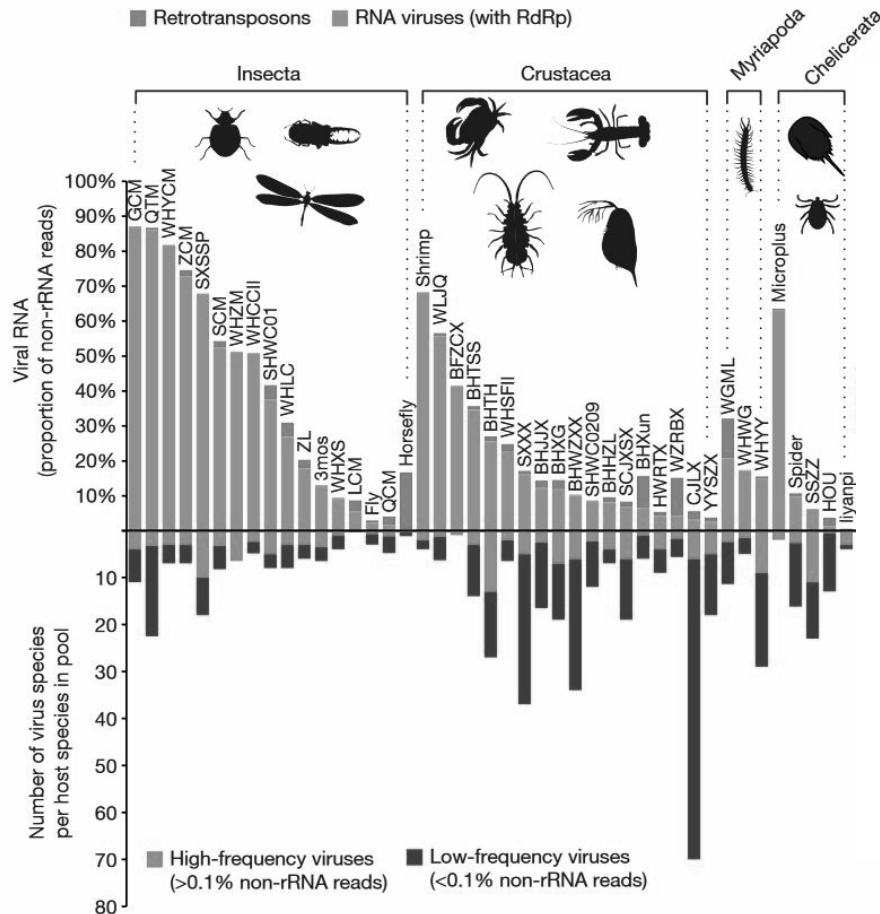 Retrotransposons
RNA viruses (with RdRp)
Insecta
Crustacea
Myriapoda
Chelicerata
Viral RNA
(proportion of non-rRNA reads)
100%
90%
80%
70%
60%
50%
40%
30%
20%
10%
GCM
QTM
WHYCM
ZCM
SXSSP
SCM
WHZM
WHCCII
SHWC01
WHLC
ZL
3mos
WHXS
LCM
Fly
QCM
Horsefly
Shrimp
WLJQ
BFZCX
BHTSS
BHTH
WHSFII
SXXX
BHJJX
BHXG
BHWZXX
SHWC0209
BHHZL
SCJXSX
BHXun
HWRTX
WZRBX
CJLX
YYSZX
WGML
WHWG
WHYY
Microplus
Spider
SSZZ
HOU
liyanpi
Number of virus species
per host species in pool
10
20
30
40
50
60
70
80
High-frequency viruses
(>0.1% non-rRNA reads)
Low-frequency viruses
(<0.1% non-rRNA reads)